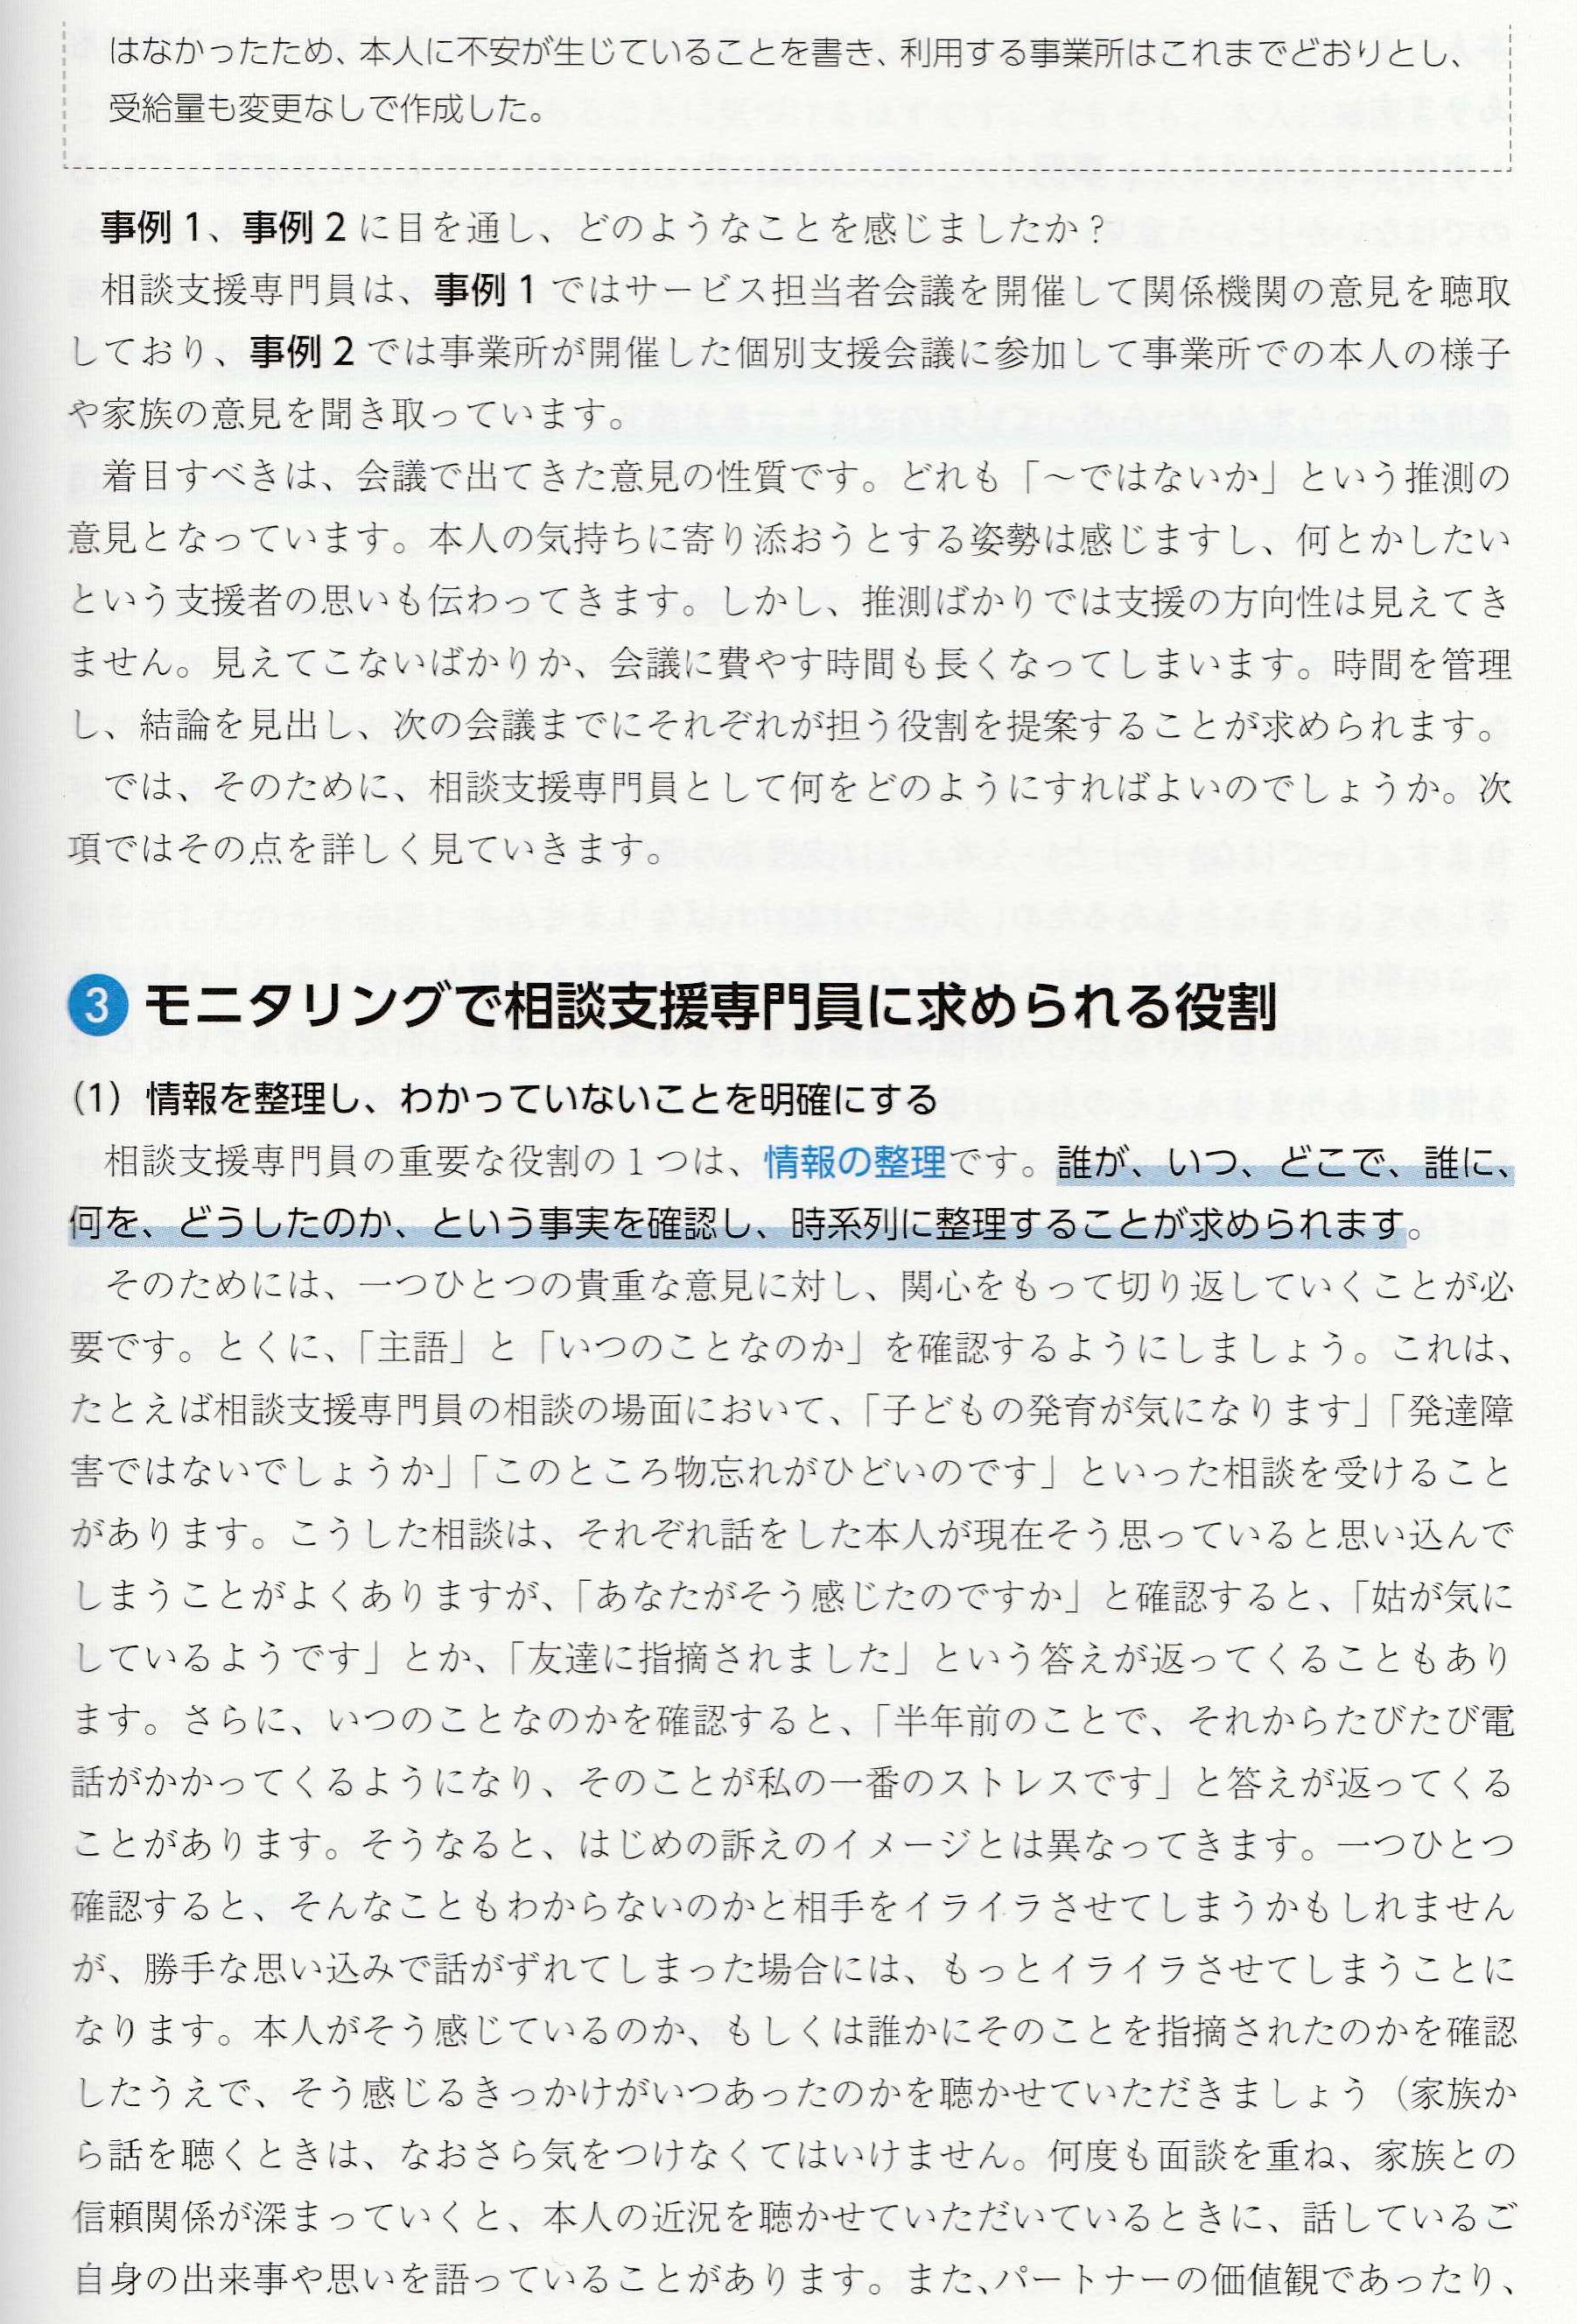 はなかったため、本人に不安が生じていることを書き、利用する事業所はこれまでどおりとし、
受給量も変更なしで作成した。
事例1、事例2に目を通し、どのようなことを感じましたか？
相談支援専門員は、事例1ではサービス担当者会議を開催して関係機関の意見を聴取
しており、事例2では事業所が開催した個別支援会議に参加して事業所での本人の様子
や家族の意見を聞き取っています。
着目すべきは、会議で出てきた意見の性質です。どれも「～ではないか」という推測の
意見となっています。本人の気持ちに寄り添おうとする姿勢は感じますし、何とかしたい
という支援者の思いも伝わってきます。しかし、推測ばかりでは支援の方向性は見えてき
ません。見えてこないばかりか、会議に費やす時間も長くなってしまいます。時間を管理
し、結論を見出し、次の会議までにそれぞれが担う役割を提案することが求められます。
では、そのために、相談支援専門員として何をどのようにすればよいのでしょうか。次
項ではその点を詳しく見ていきます。
3 モニタリングで相談支援専門員に求められる役割
（1）情報を整理し、わかっていないことを明確にする
相談支援専門員の重要な役割の1つは、情報の整理です。誰が、いつ、どこで、誰に、
何を、どうしたのか、という事実を確認し、時系列に整理することが求められます。
そのためには、一つひとつの貴重な意見に対し、関心をもって切り返していくことが必
要です。とくに、「主語」と「いつのことなのか」を確認するようにしましょう。これは、
たとえば相談支援専門員の相談の場面において、「子どもの発育が気になります」「発達障
害ではないでしょうか」「このところ物忘れがひどいのです」といった相談を受けること
があります。こうした相談は、それぞれ話をした本人が現在そう思っていると思い込んで
しまうことがよくありますが、「あなたがそう感じたのですか」と確認すると、「姑が気に
しているようです」とか、「友達に指摘されました」という答えが返ってくることもあり
ます。さらに、いつのことなのかを確認すると、「半年前のことで、それからたびたび電
話がかかってくるようになり、そのことが私の一番のストレスです」と答えが返ってくる
ことがあります。そうなると、はじめの訴えのイメージとは異なってきます。一つひとつ
確認すると、そんなこともわからないのかと相手をイライラさせてしまうかもしれません
が、勝手な思い込みで話がずれてしまった場合には、もっとイライラさせてしまうことに
なります。本人がそう感じているのか、もしくは誰かにそのことを指摘されたのかを確認
したうえで、そう感じるきっかけがいつあったのかを聴かせていただきましょう（家族か
ら話を聴くときは、なおさら気をつけなくてはいけません。何度も面談を重ね、家族との
信頼関係が深まっていくと、本人の近況を聴かせていただいているときに、話しているご
自身の出来事や思いを語っていることがあります。また、パートナーの価値観であったり、